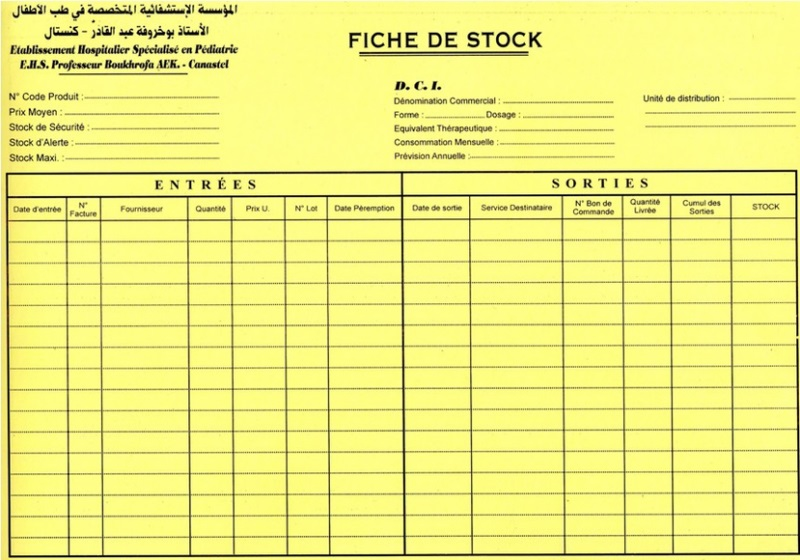 المؤسسة الإستشفائية المتخصصة في طب الأطفال
الأستاذ بوخروفة عبد القادر - كنستال
Etablissement Hospitalier Spécialisé en Pédiatrie
E.H.S. Professeur Boukhrofa AEK. - Canastel
FICHE DE STOCK
N° Code Produit :
Prix Moyen :
Stock de Sécurité :
Stock d'Alerte :
Stock Maxi. :
D. C. I.
Dénomination Commercial :
Forme : Dosage :
Equivalent Thérapeutique :
Consommation Mensuelle :
Prévision Annuelle :
Unité de distribution :
ENTRÉES SORTIES
Date d'entrée N° Facture Fournisseur Quantité Prix U. N° Lot Date Péremption Date de sortie Service Destinataire N° Bon de Commande Quantité Livrée Cumul des Sorties STOCK